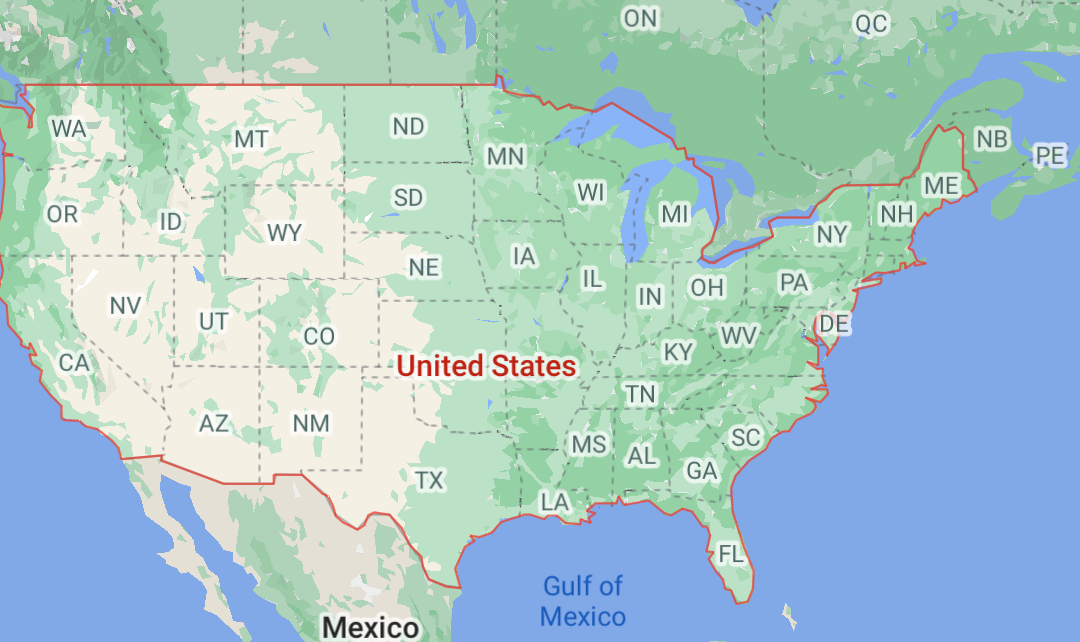 ON
QC
WA
MT
ND
MN
NB
PE
OR
ID
WY
SD
WI
MI
NY
NH
ME
NV
UT
CO
NE
IA
IL
IN
OH
PA
CA
United States
KY
WV
DE
AZ
NM
TN
TX
MS
AL
GA
SC
LA
FL
Gulf of
Mexico
Mexico